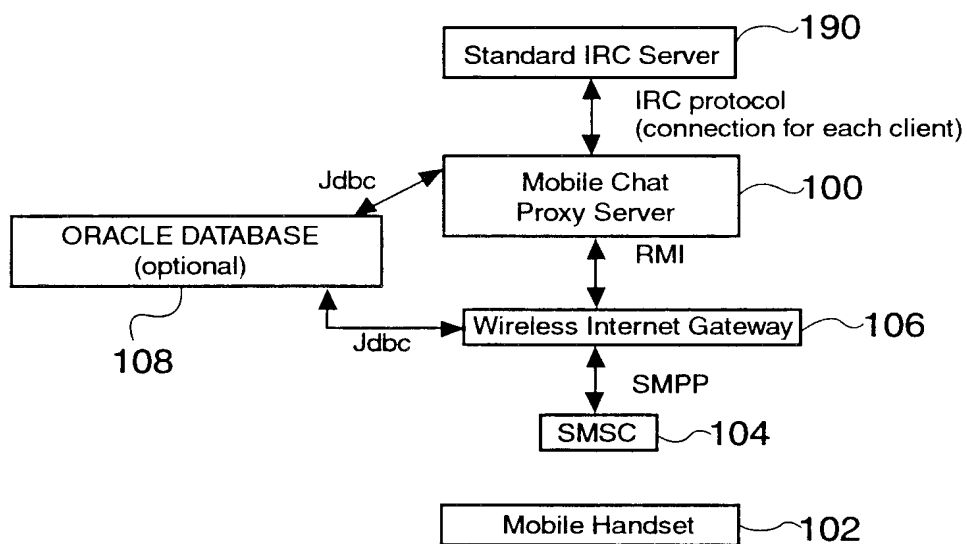 190
Standard IRC Server
IRC protocol
(connection for each client)
Jdbc
Mobile Chat
Proxy Server
100
ORACLE DATABASE
(optional)
RMI
108
Jdbc
Wireless Internet Gateway
106
SMPP
SMSC
104
Mobile Handset
102